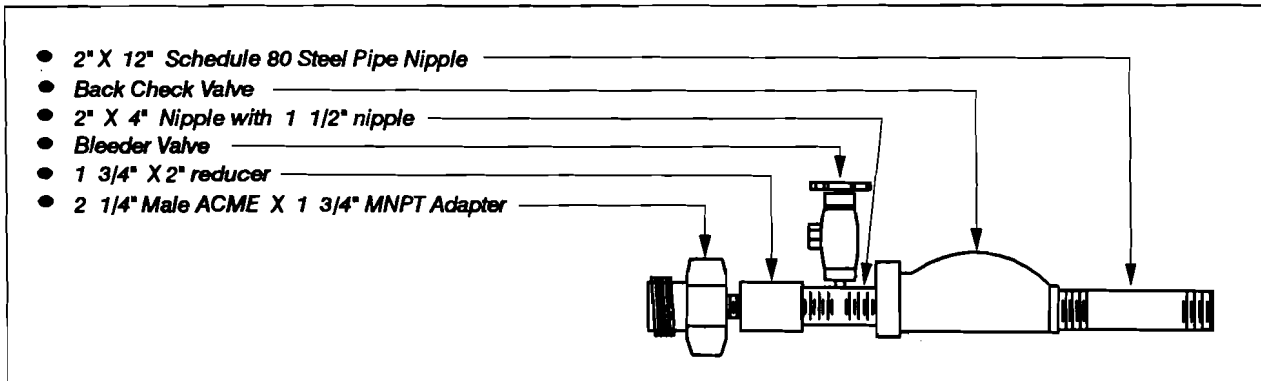 ● 2" X 12" Schedule 80 Steel Pipe Nipple
● Back Check Valve
● 2" X 4" Nipple with 1 1/2" nipple
● Bleeder Valve
● 1 3/4" X 2" reducer
● 2 1/4" Male ACME X 1 3/4" MNPT Adapter